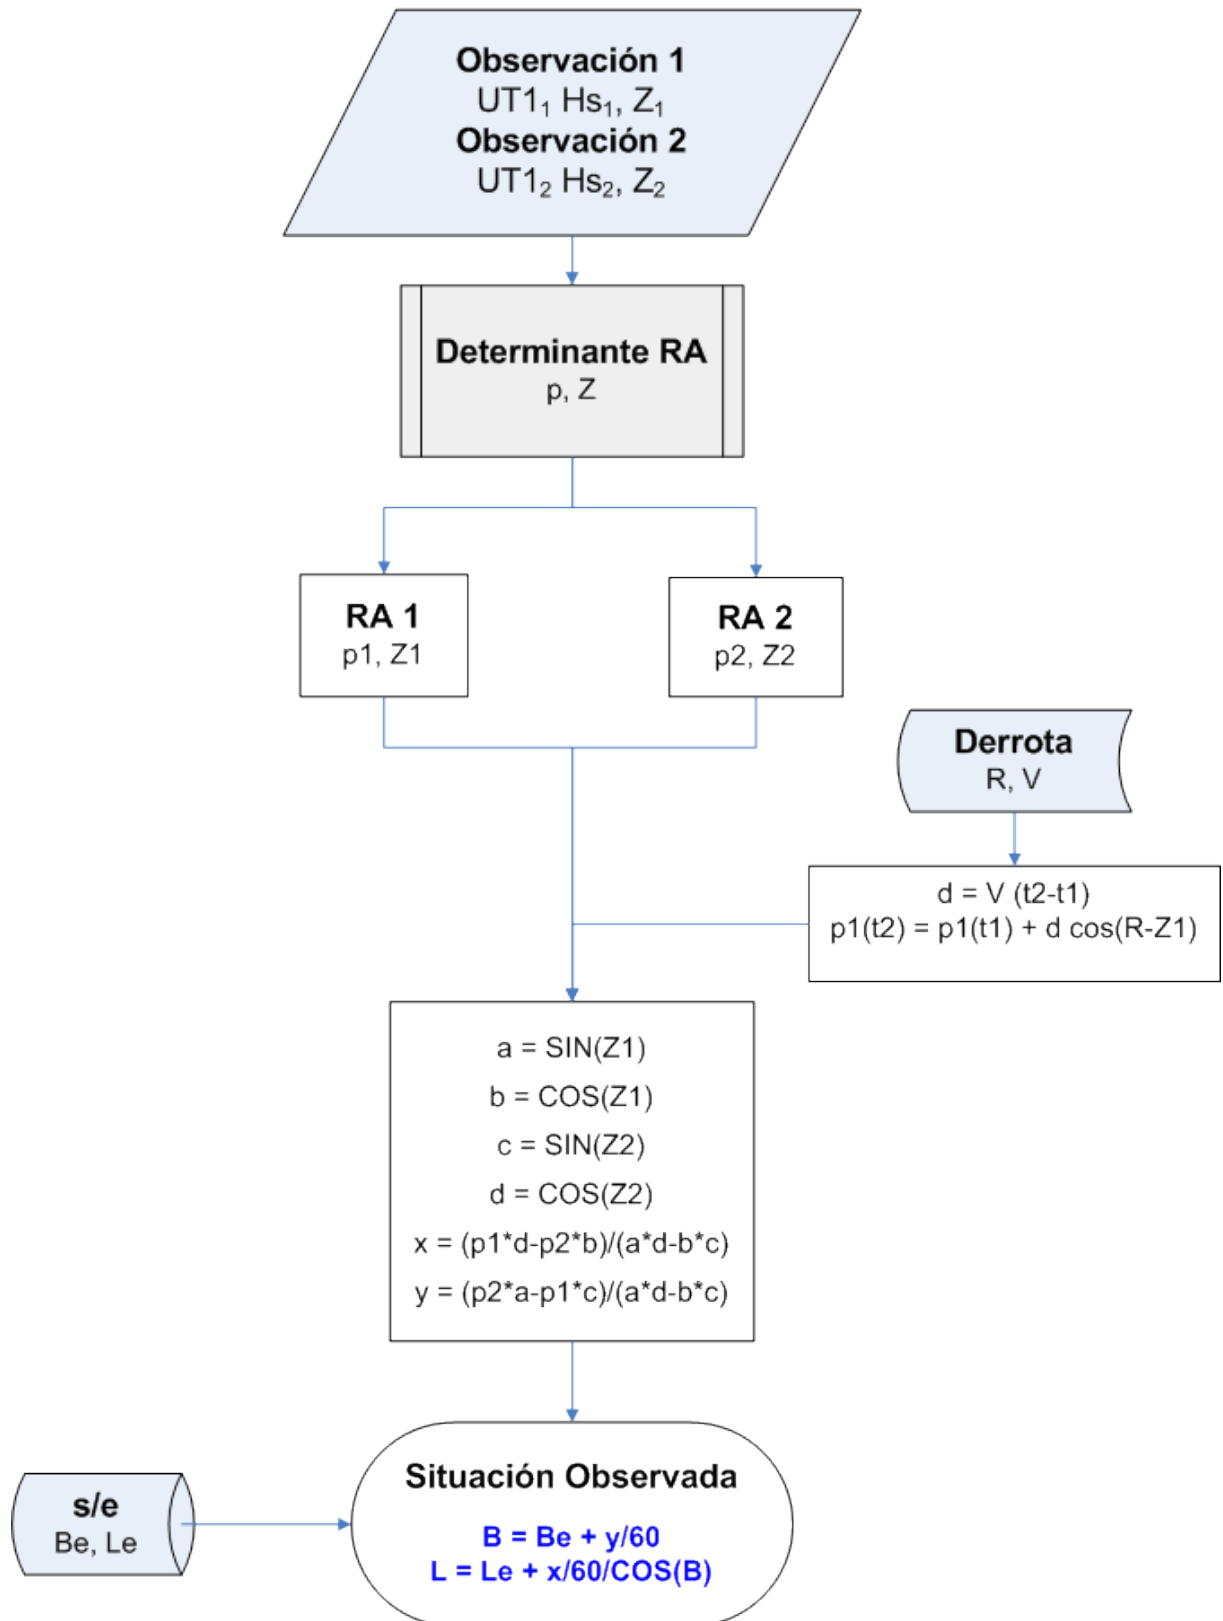 Observación 1
UT1₁ Hs₁, Z₁
Observación 2
UT1₂ Hs₂, Z₂
Determinante RA
p, Z
RA 1
p1, Z1
RA 2
p2, Z2
Derrota
R, V
d = V (t2-t1)
p1(t2) = p1(t1) + d cos(R-Z1)
a = SIN(Z1)
b = COS(Z1)
c = SIN(Z2)
d = COS(Z2)
x = (p1*d-p2*b)/(a*d-b*c)
y = (p2*a-p1*c)/(a*d-b*c)
s/e
Be, Le
Situación Observada
B = Be + y/60
L = Le + x/60/COS(B)